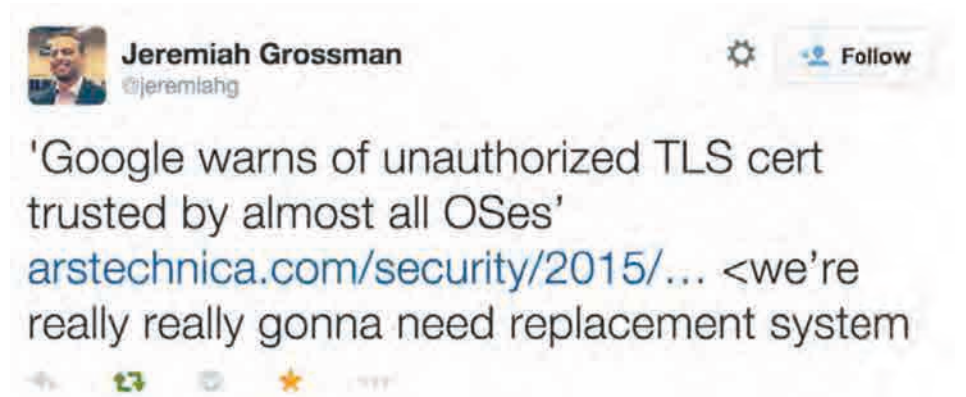 Jeremiah Grossman
@jeremiahg
Follow
'Google warns of unauthorized TLS cert
trusted by almost all OSes'
arstechnica.com/security/2015/... <we're
really really gonna need replacement system